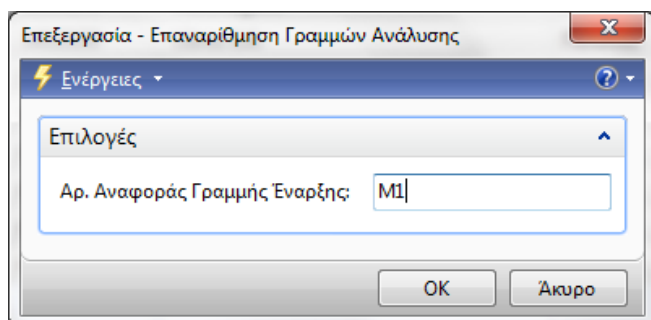 Επεξεργασία - Επαναρίθμηση Γραμμών Ανάλυσης
Ενέργειες
Επιλογές
Αρ. Αναφοράς Γραμμής Έναρξης: M1
OK Άκυρο